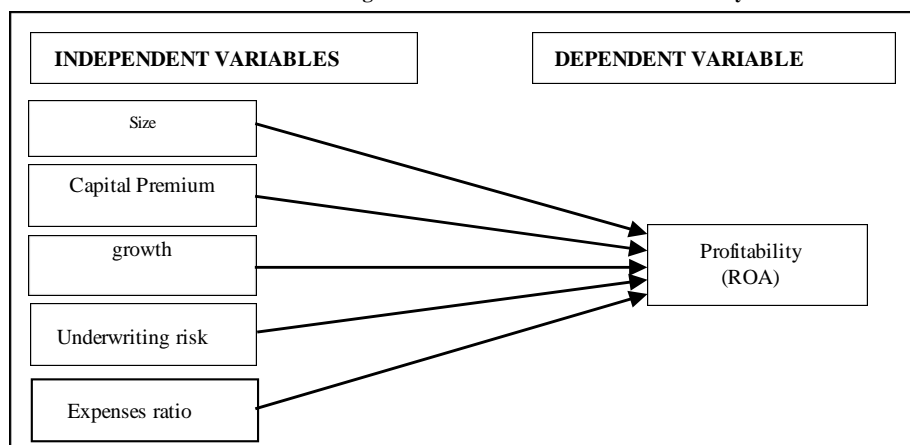 INDEPENDENT VARIABLES
DEPENDENT VARIABLE
Size
Capital Premium
growth
Underwriting risk
Expenses ratio
Profitability
(ROA)